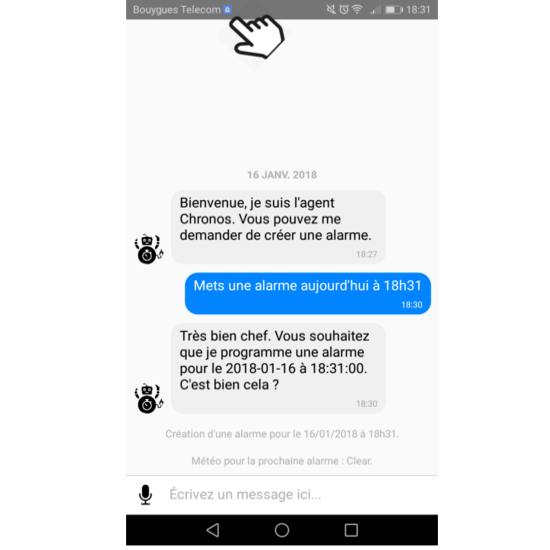 Bouygues Telecom 18:31
16 JANV. 2018
Bienvenue, je suis l'agent
Chronos. Vous pouvez me
demander de créer une alarme.
18:27
Mets une alarme aujourd'hui à 18h31
18:30
Très bien chef. Vous souhaitez
que je programme une alarme
pour le 2018-01-16 à 18:31:00.
C'est bien cela ?
18:30
Création d'une alarme pour le 16/01/2018 à 18h31.
Météo pour la prochaine alarme : Clear.
Écrivez un message ici...